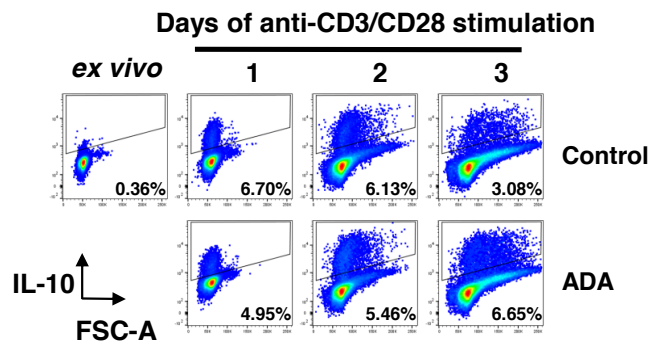 Days of anti-CD3/CD28 stimulation
ex vivo 1 2 3
0.36% 6.70% 6.13% 3.08% Control
4.95% 5.46% 6.65% ADA
IL-10
FSC-A